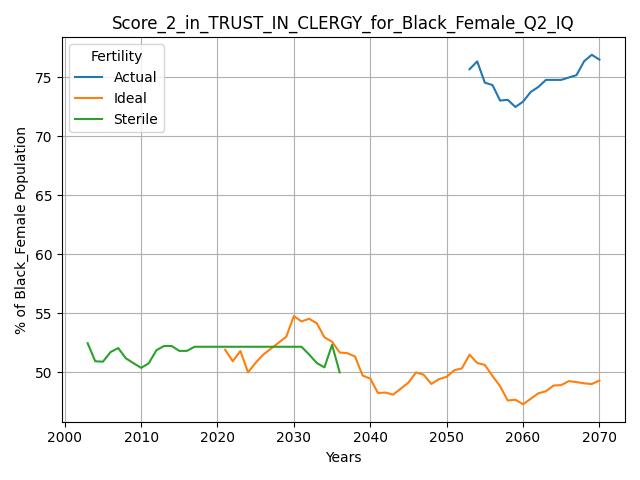 Score_2_in_TRUST_IN_CLERGY_for_Black_Female_Q2_IQ
Fertility
Actual
Ideal
Sterile
% of Black_Female Population
75
70
65
60
55
50
2000 2010 2020 2030 2040 2050 2060 2070
Years